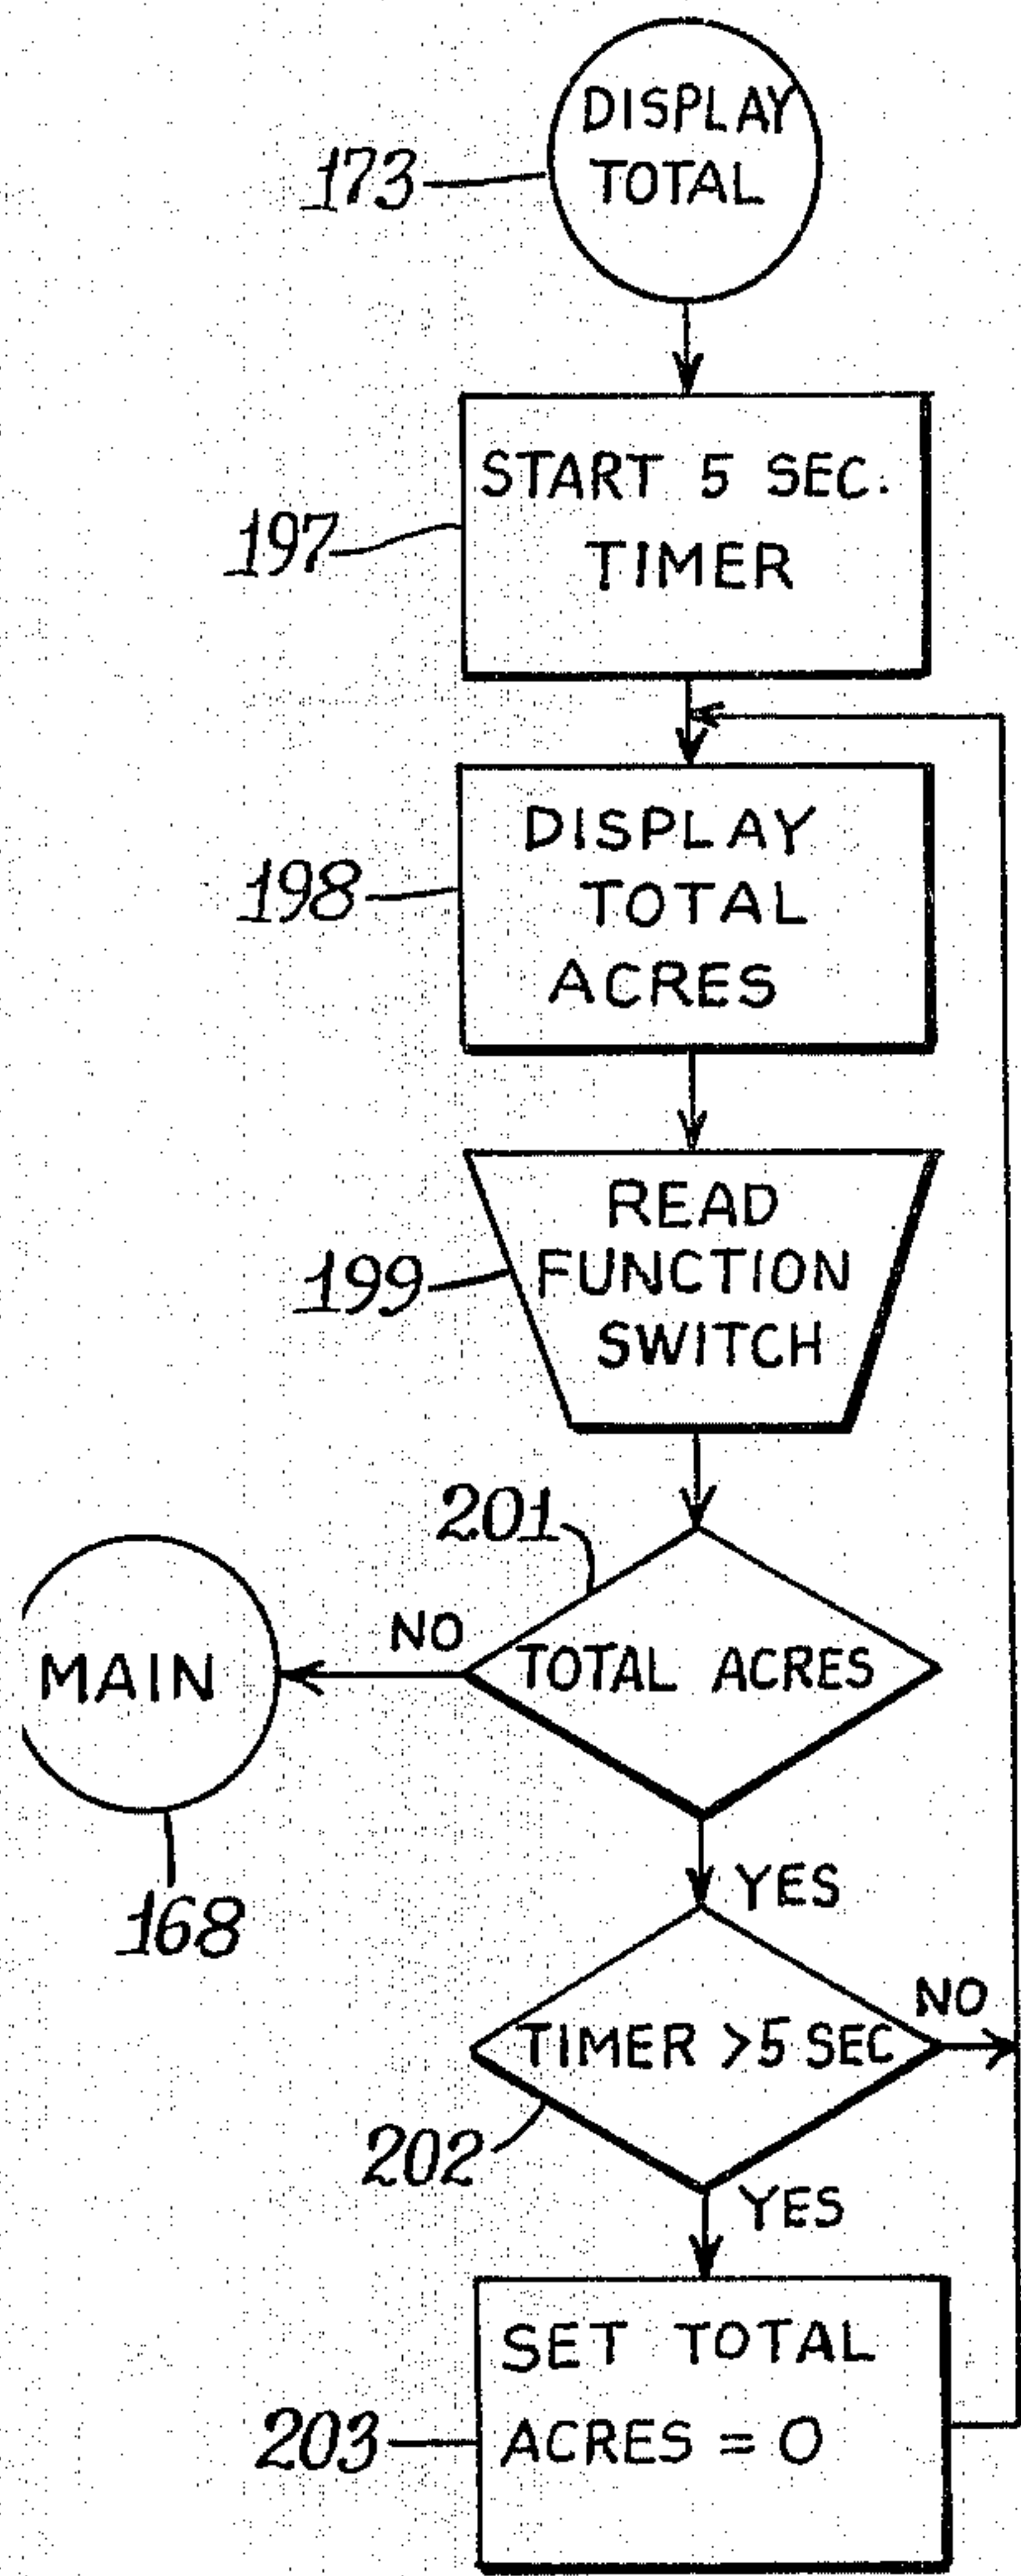 DISPLAY
TOTAL
173
START 5 SEC.
TIMER
197
DISPLAY
TOTAL
ACRES
198
READ
FUNCTION
SWITCH
199
201
NO
TOTAL ACRES
MAIN
168
YES
NO
TIMER >5 SEC
202
YES
SET TOTAL
ACRES = 0
203